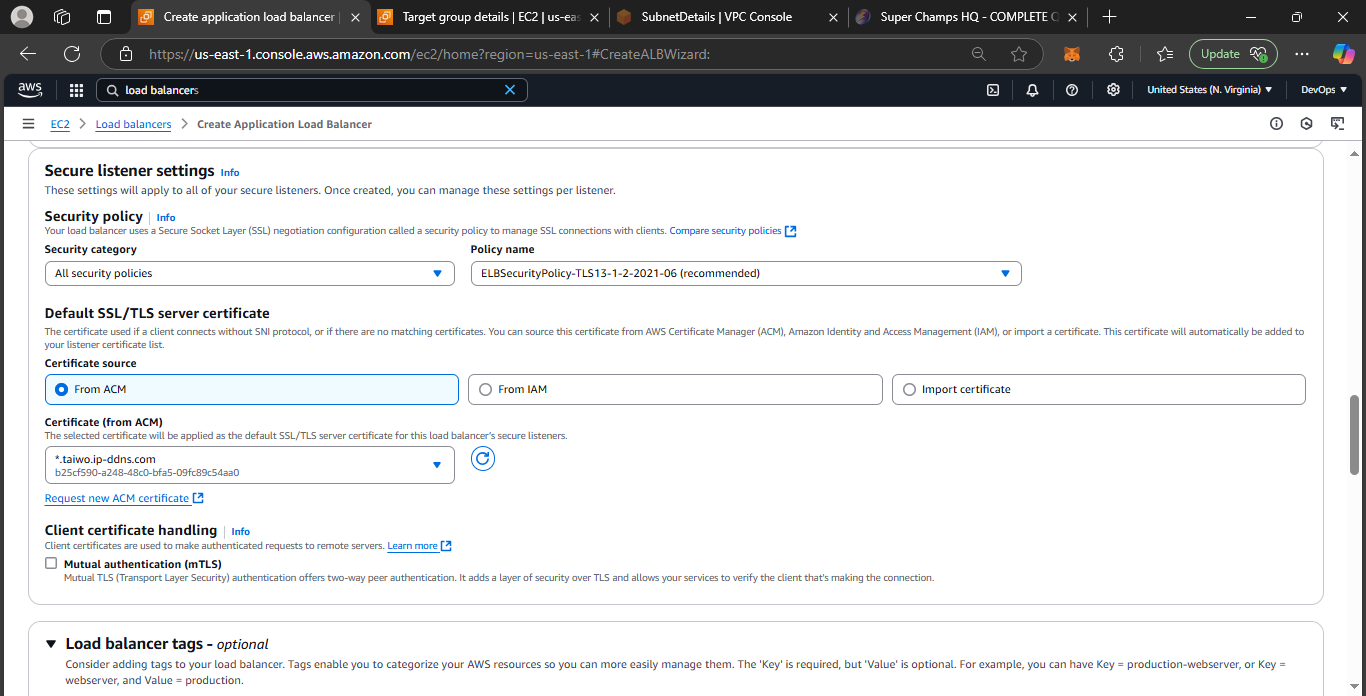 Create application load balancer
Target group details | EC2 | us-eas
SubnetDetails | VPC Console
Super Champs HQ - COMPLETE
https://us-east-1.console.aws.amazon.com/ec2/home?region=us-east-1#CreateALBWizard:
Update
aws
load balancers
United States (N. Virginia)
DevOps
EC2
Load balancers
Create Application Load Balancer
Secure listener settings Info
These settings will apply to all of your secure listeners. Once created, you can manage these settings per listener.
Security policy Info
Your load balancer uses a Secure Socket Layer (SSL) negotiation configuration called a security policy to manage SSL connections with clients. Compare security policies
Security category
Policy name
All security policies
ELBSecurityPolicy-TLS13-1-2-2021-06 (recommended)
Default SSL/TLS server certificate
The certificate used if a client connects without SNI protocol, or if there are no matching certificates. You can source this certificate from AWS Certificate Manager (ACM), Amazon Identity and Access Management (IAM), or import a certificate. This certificate will automatically be added to
your listener certificate list.
Certificate source
From ACM
From IAM
Import certificate
Certificate (from ACM)
The selected certificate will be applied as the default SSL/TLS server certificate for this load balancer's secure listeners.
*.taiwo.ip-ddns.com
b25cf590-a248-48c0-bfa5-09fc89c54aa0
Request new ACM certificate
Client certificate handling Info
Client certificates are used to make authenticated requests to remote servers. Learn more
Mutual authentication (mTLS)
Mutual TLS (Transport Layer Security) authentication offers two-way peer authentication. It adds a layer of security over TLS and allows your services to verify the client that's making the connection.
Load balancer tags - optional
Consider adding tags to your load balancer. Tags enable you to categorize your AWS resources so you can more easily manage them. The 'Key' is required, but 'Value' is optional. For example, you can have Key = production-webserver, or Key =
webserver, and Value = production.